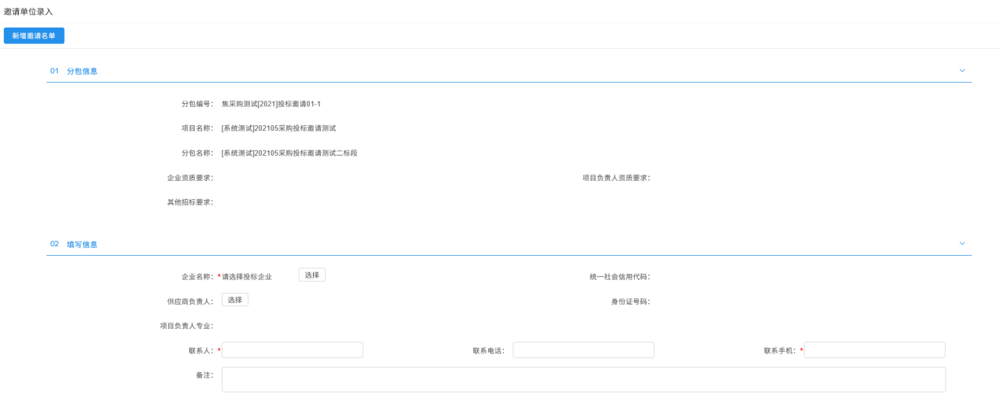 邀请单位录入
新增邀请名单
01 分包信息
分包编号： 焦采购测试[2021]投标邀请01-1
项目名称： [系统测试]202105采购投标邀请测试
分包名称： [系统测试]202105采购投标邀请测试二标段
企业资质要求： 项目负责人资质要求：
其他招标要求：
02 填写信息
企业名称：*请选择投标企业 选择 统一社会信用代码：
供应商负责人： 选择 身份证号码：
项目负责人专业：
联系人：* 联系电话： 联系手机：*
备注：